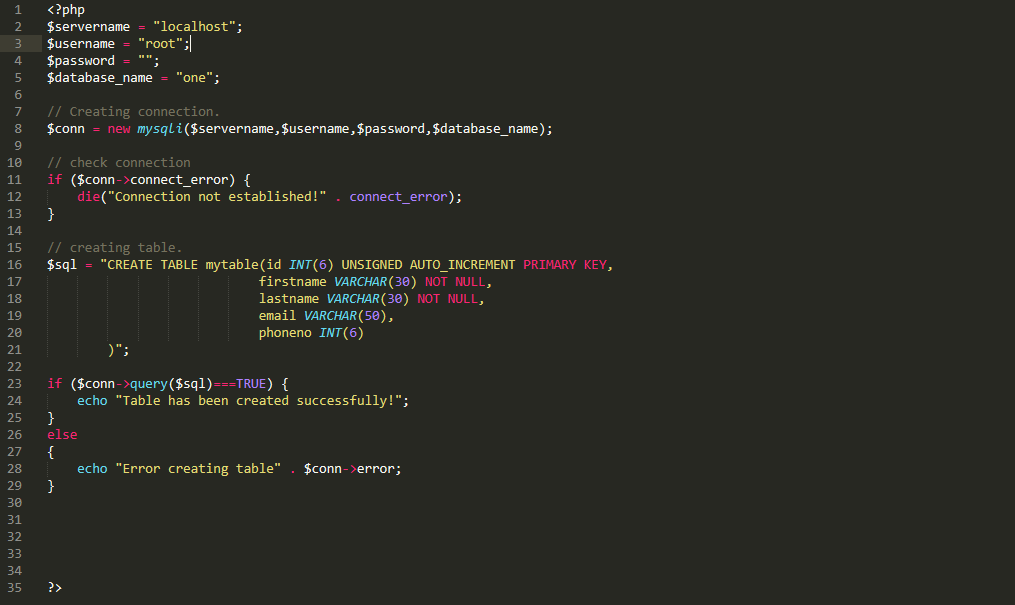 1 <?php
2 $servername = "localhost";
3 $username = "root";
4 $password = "";
5 $database_name = "one";
6
7 // Creating connection.
8 $conn = new mysqli($servername,$username,$password,$database_name);
9
10 // check connection
11 if ($conn->connect_error) {
12     die("Connection not established!" . connect_error);
13 }
14
15 // creating table.
16 $sql = "CREATE TABLE mytable(id INT(6) UNSIGNED AUTO_INCREMENT PRIMARY KEY,
17                             firstname VARCHAR(30) NOT NULL,
18                             lastname VARCHAR(30) NOT NULL,
19                             email VARCHAR(50),
20                             phoneno INT(6)
21         )";
22
23 if ($conn->query($sql)===TRUE) {
24     echo "Table has been created successfully!";
25 }
26 else
27 {
28     echo "Error creating table" . $conn->error;
29 }
30
31
32
33
34
35 ?>